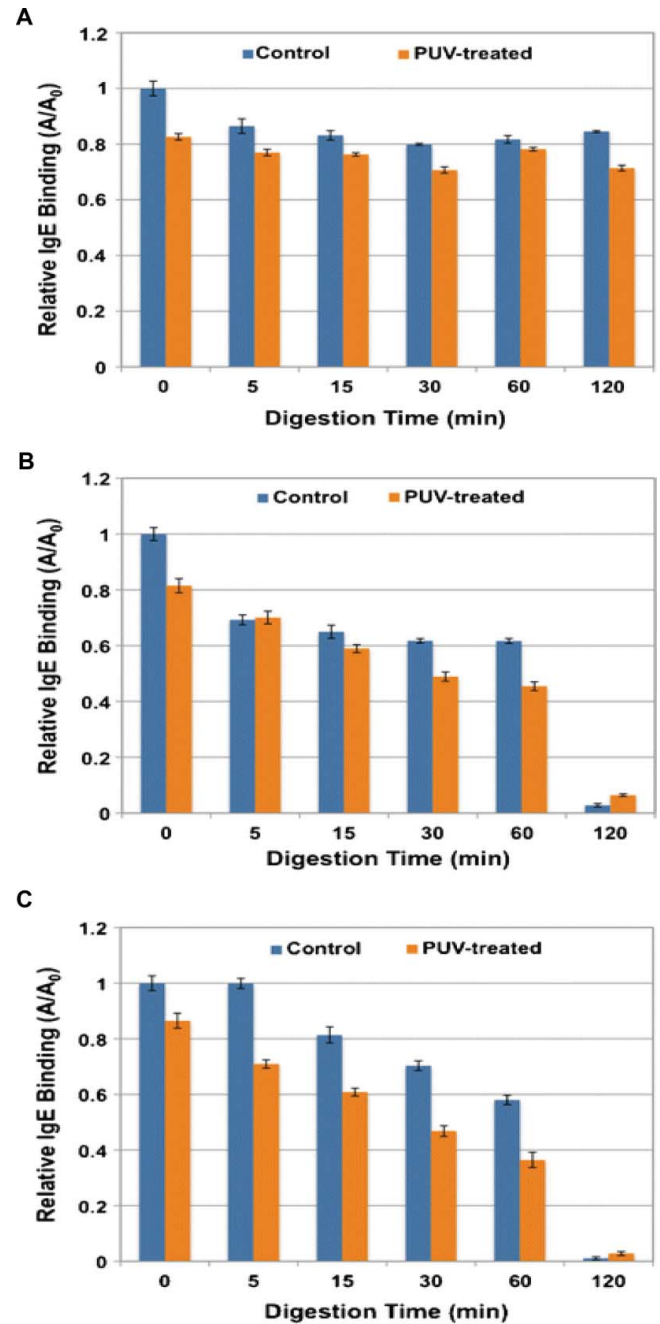 A
1.2
Control PUV-treated
1
0.8
0.6
0.4
0.2
0
Relative IgE Binding (A/A₀)
0 5 15 30 60 120
Digestion Time (min)
B
1.2
Control PUV-treated
1
0.8
0.6
0.4
0.2
0
Relative IgE Binding (A/A₀)
0 5 15 30 60 120
Digestion Time (min)
C
1.2
Control PUV-treated
1
0.8
0.6
0.4
0.2
0
Relative IgE Binding (A/A₀)
0 5 15 30 60 120
Digestion Time (min)